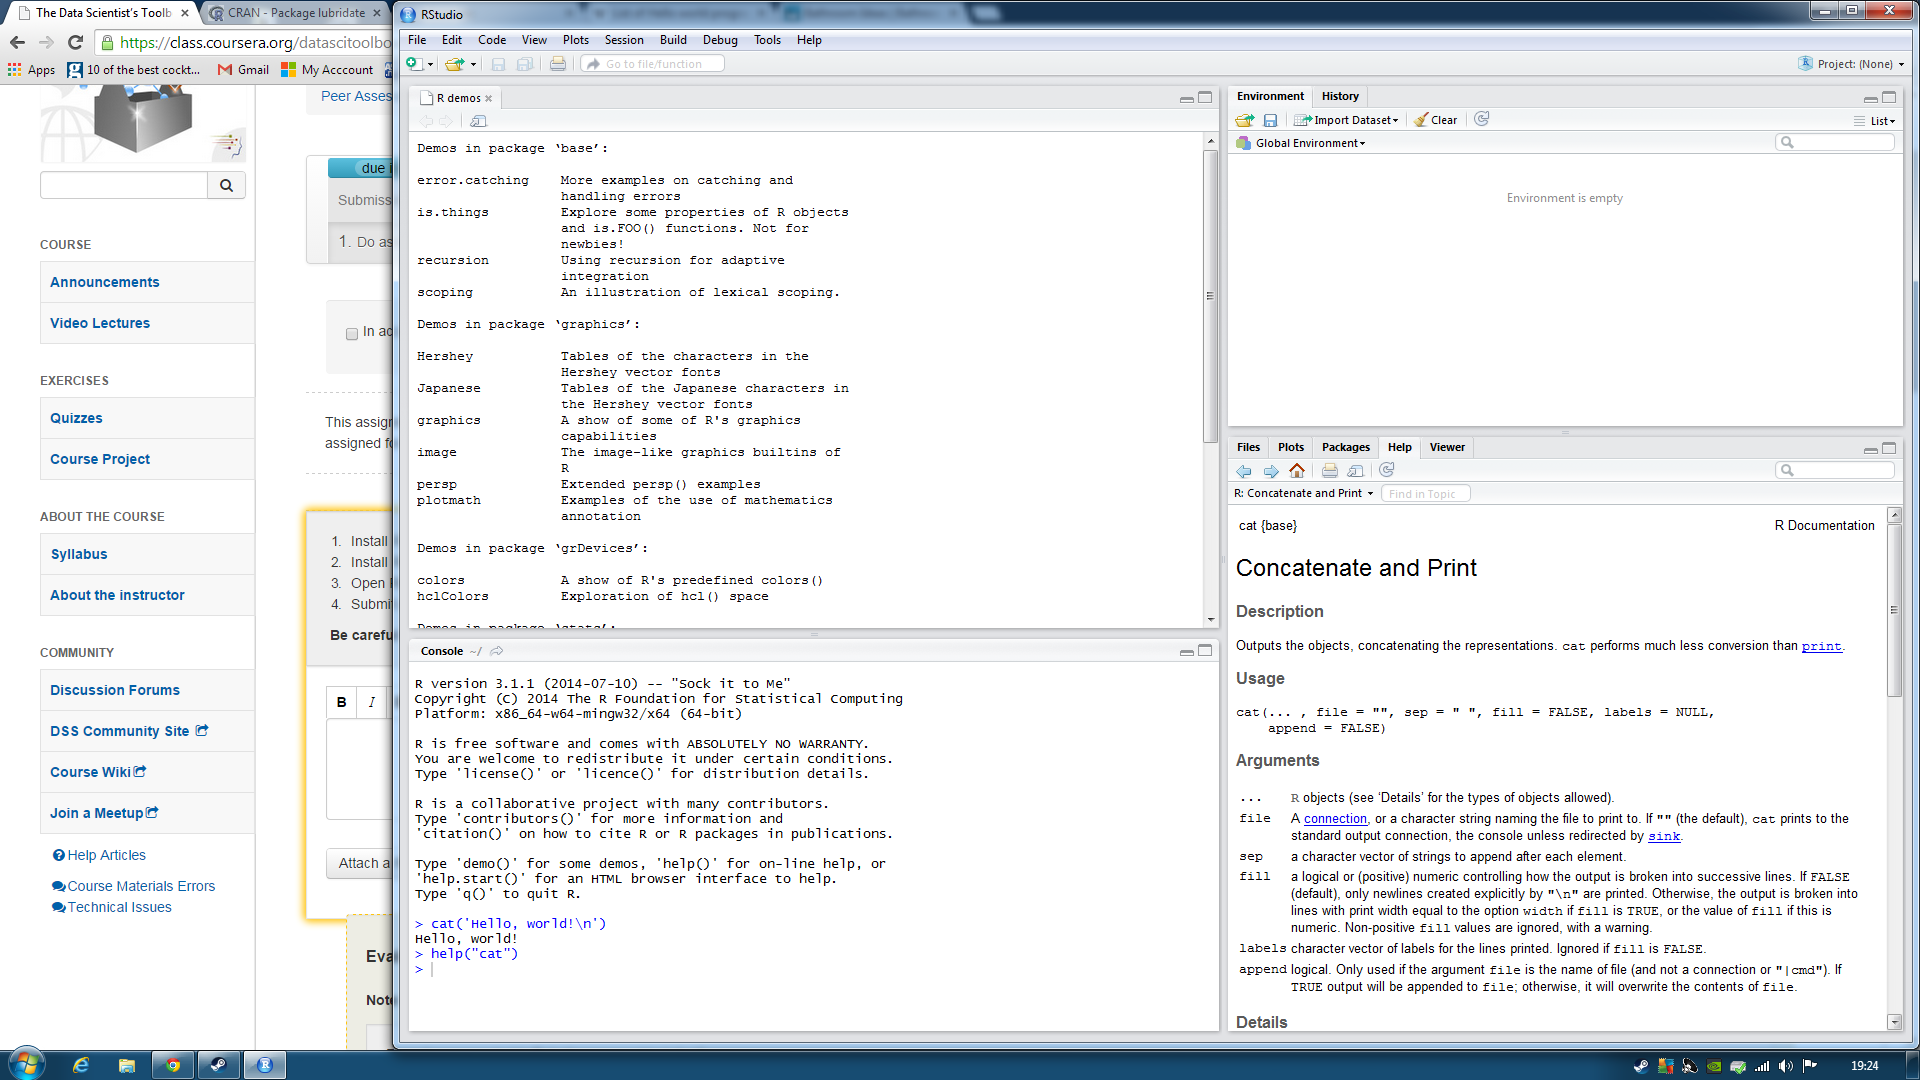 The Data Scientist's Toolb
CRAN - Package lubridate
https://class.coursera.org/datascitoolbo
Apps
10 of the best cockt...
Gmail
My Acccount
COURSE
Announcements
Video Lectures
EXERCISES
Quizzes
Course Project
ABOUT THE COURSE
Syllabus
About the instructor
COMMUNITY
Discussion Forums
DSS Community Site
Course Wiki
Join a Meetup
Help Articles
Course Materials Errors
Technical Issues
Peer Asses
due i
Submiss
1. Do as
In ac
This assign
assigned fo
1. Install
2. Install
3. Open
4. Submi
Be carefu
B I
Attach a
Eva
Note
RStudio
File Edit Code View Plots Session Build Debug Tools Help
Go to file/function
Project: (None)
R demos
Demos in package ‘base’:
error.catching More examples on catching and
handling errors
is.things Explore some properties of R objects
and is.FOO() functions. Not for
newbies!
recursion Using recursion for adaptive
integration
scoping An illustration of lexical scoping.
Demos in package ‘graphics’:
Hershey Tables of the characters in the
Hershey vector fonts
Japanese Tables of the Japanese characters in
the Hershey vector fonts
graphics A show of some of R's graphics
capabilities
image The image-like graphics builtins of
R
persp Extended persp() examples
plotmath Examples of the use of mathematics
annotation
Demos in package ‘grDevices’:
colors A show of R's predefined colors()
hclColors Exploration of hcl() space
Demos in package ‘stats’:
Console ~/
R version 3.1.1 (2014-07-10) -- "Sock it to Me"
Copyright (C) 2014 The R Foundation for Statistical Computing
Platform: x86_64-w64-mingw32/x64 (64-bit)
R is free software and comes with ABSOLUTELY NO WARRANTY.
You are welcome to redistribute it under certain conditions.
Type 'license()' or 'licence()' for distribution details.
R is a collaborative project with many contributors.
Type 'contributors()' for more information and
'citation()' on how to cite R or R packages in publications.
Type 'demo()' for some demos, 'help()' for on-line help, or
'help.start()' for an HTML browser interface to help.
Type 'q()' to quit R.
> cat('Hello, world!\n')
Hello, world!
> help("cat")
>
Environment History
Import Dataset Clear List
Global Environment
Environment is empty
Files Plots Packages Help Viewer
R: Concatenate and Print Find in Topic
cat {base} R Documentation
Concatenate and Print
Description
Outputs the objects, concatenating the representations. cat performs much less conversion than print.
Usage
cat(... , file = "", sep = " ", fill = FALSE, labels = NULL,
append = FALSE)
Arguments
... R objects (see ‘Details’ for the types of objects allowed).
file A connection, or a character string naming the file to print to. If "" (the default), cat prints to the
standard output connection, the console unless redirected by sink.
sep a character vector of strings to append after each element.
fill a logical or (positive) numeric controlling how the output is broken into successive lines. If FALSE
(default), only newlines created explicitly by "\n" are printed. Otherwise, the output is broken into
lines with print width equal to the option width if fill is TRUE, or the value of fill if this is
numeric. Non-positive fill values are ignored, with a warning.
labels character vector of labels for the lines printed. Ignored if fill is FALSE.
append logical. Only used if the argument file is the name of file (and not a connection or "|cmd"). If
TRUE output will be appended to file; otherwise, it will overwrite the contents of file.
Details
19:24